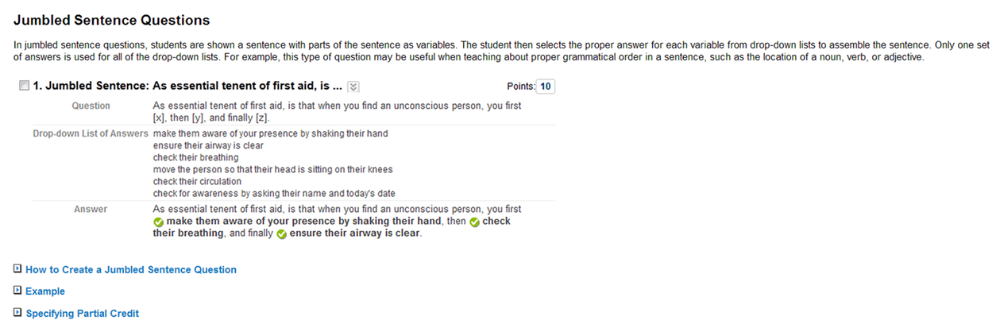 Jumbled Sentence Questions
In jumbled sentence questions, students are shown a sentence with parts of the sentence as variables. The student then selects the proper answer for each variable from drop-down lists to assemble the sentence. Only one set
of answers is used for all of the drop-down lists. For example, this type of question may be useful when teaching about proper grammatical order in a sentence, such as the location of a noun, verb, or adjective.
1. Jumbled Sentence: As essential tenent of first aid, is ... Points: 10
Question As essential tenent of first aid, is that when you find an unconscious person, you first
[x], then [y], and finally [z].
Drop-down List of Answers make them aware of your presence by shaking their hand
ensure their airway is clear
check their breathing
move the person so that their head is sitting on their knees
check their circulation
check for awareness by asking their name and today's date
Answer As essential tenent of first aid, is that when you find an unconscious person, you first
make them aware of your presence by shaking their hand, then check
their breathing, and finally ensure their airway is clear.
How to Create a Jumbled Sentence Question
Example
Specifying Partial Credit